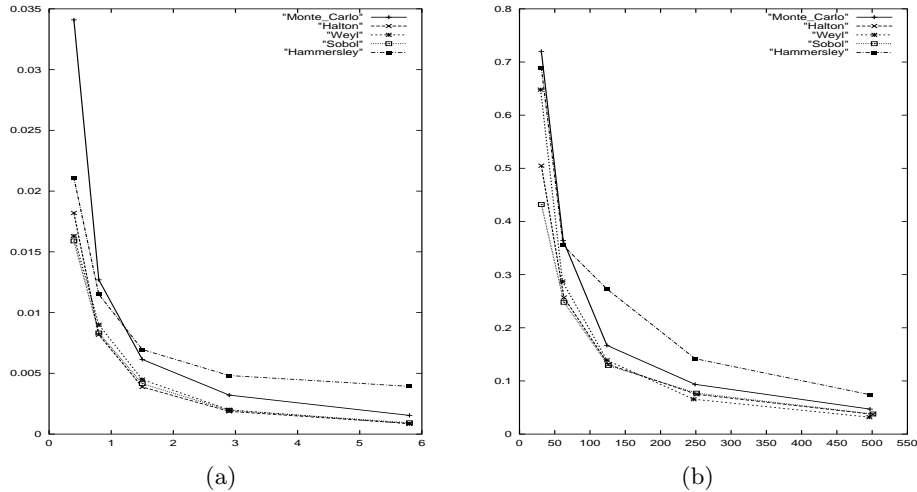 0.035
0.03
0.025
0.02
0.015
0.01
0.005
0
0 1 2 3 4 5 6
"Monte_Carlo"
"Halton"
"Weyl"
"Sobol"
"Hammersley"
(a)
0.8
0.7
0.6
0.5
0.4
0.3
0.2
0.1
0
0 50 100 150 200 250 300 350 400 450 500 550
"Monte_Carlo"
"Halton"
"Weyl"
"Sobol"
"Hammersley"
(b)